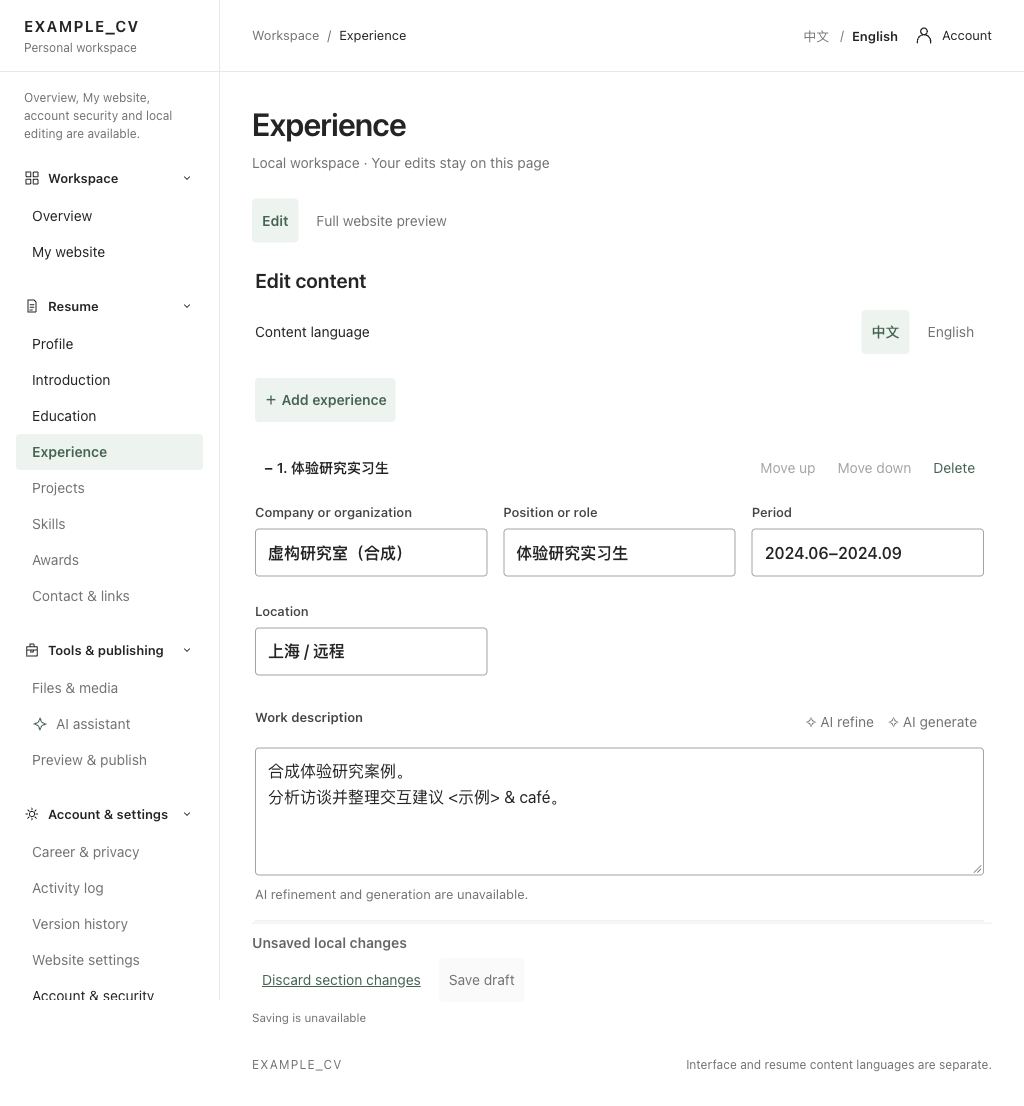 EXAMPLE_CV
Personal workspace
Workspace / Experience
中文 / English
Account
Overview, My website,
account security and local
editing are available.
Workspace
Overview
My website
Resume
Profile
Introduction
Education
Experience
Projects
Skills
Awards
Contact & links
Tools & publishing
Files & media
AI assistant
Preview & publish
Account & settings
Career & privacy
Activity log
Version history
Website settings
Account & security
Experience
Local workspace · Your edits stay on this page
Edit
Full website preview
Edit content
Content language
中文
English
+ Add experience
– 1. 体验研究实习生
Move up
Move down
Delete
Company or organization
Position or role
Period
虚构研究室（合成）
体验研究实习生
2024.06–2024.09
Location
上海 / 远程
Work description
AI refine
AI generate
合成体验研究案例。
分析访谈并整理交互建议 <示例> & café。
AI refinement and generation are unavailable.
Unsaved local changes
Discard section changes
Save draft
Saving is unavailable
EXAMPLE_CV
Interface and resume content languages are separate.